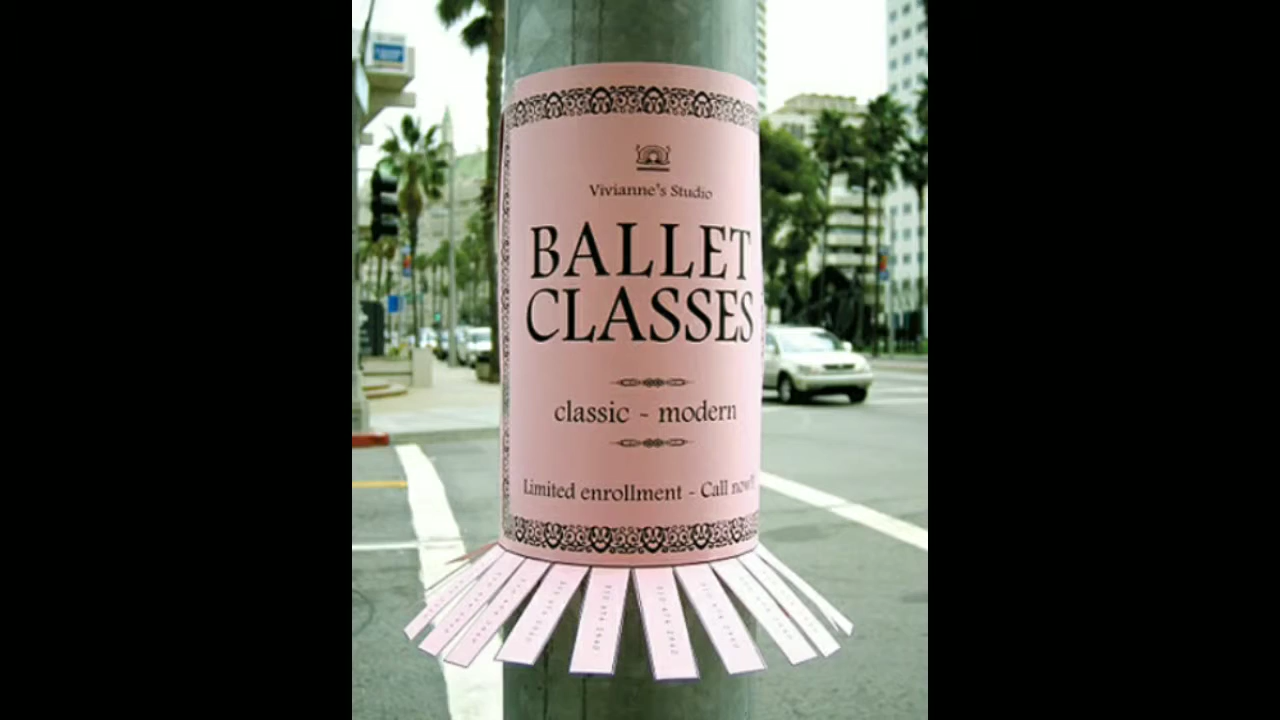 Vivianne's Studio
BALLET
CLASSES
classic ~ modern
Limited enrollment - Call now!